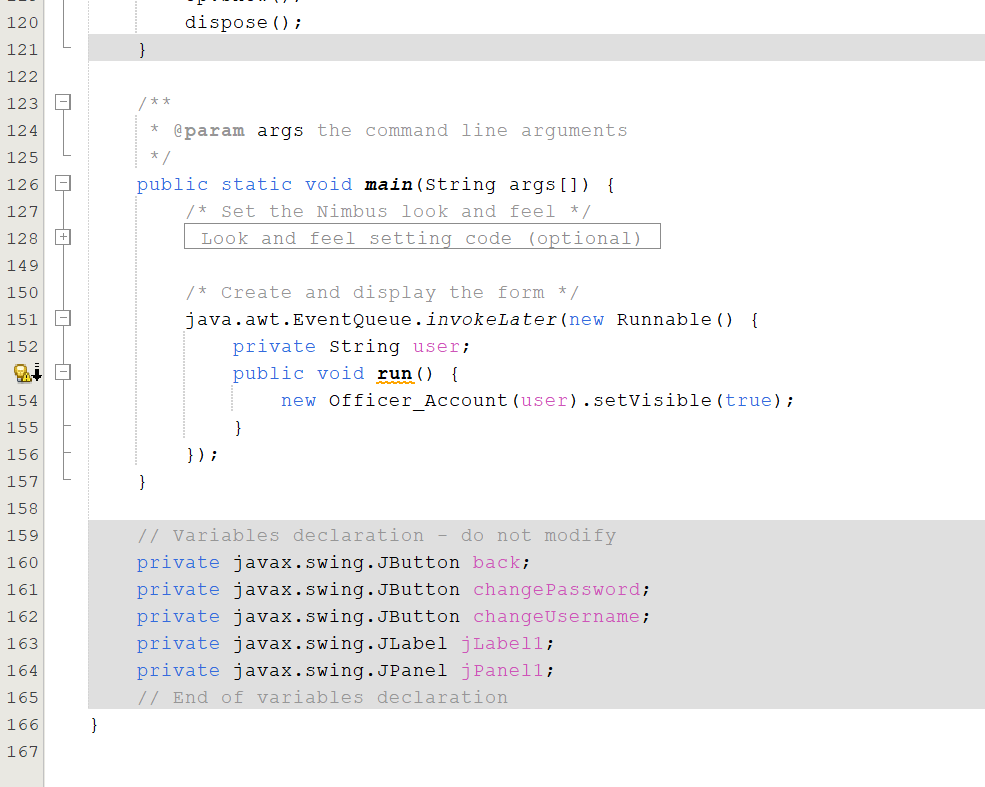 120 dispose();
121 }
122
123 /**
124 * @param args the command line arguments
125 */
126 public static void main(String args[]) {
127 /* Set the Nimbus look and feel */
128 Look and feel setting code (optional)
149
150 /* Create and display the form */
151 java.awt.EventQueue.invokeLater(new Runnable() {
152 private String user;
public void run() {
154 new Officer_Account(user).setVisible(true);
155 }
156 });
157 }
158
159 // Variables declaration - do not modify
160 private javax.swing.JButton back;
161 private javax.swing.JButton changePassword;
162 private javax.swing.JButton changeUsername;
163 private javax.swing.JLabel jLabel1;
164 private javax.swing.JPanel jPanel1;
165 // End of variables declaration
166 }
167